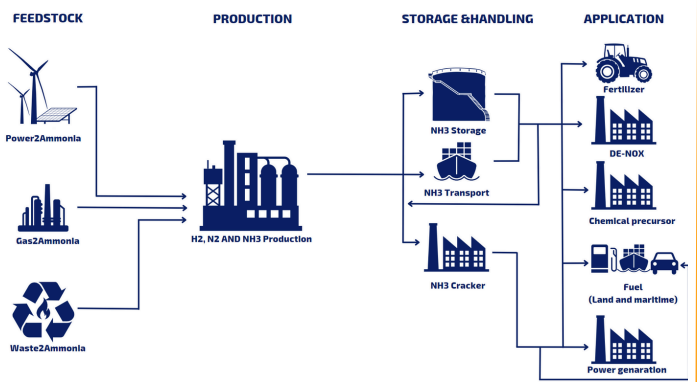 FEEDSTOCK
PRODUCTION
STORAGE &HANDLING
APPLICATION
Power2Ammonia
Gas2Ammonia
Waste2Ammonia
H2, N2 AND NH3 Production
NH3 Storage
NH3 Transport
NH3 Cracker
Fertilizer
DE-NOX
Chemical precursor
Fuel
(Land and maritime)
Power genaration